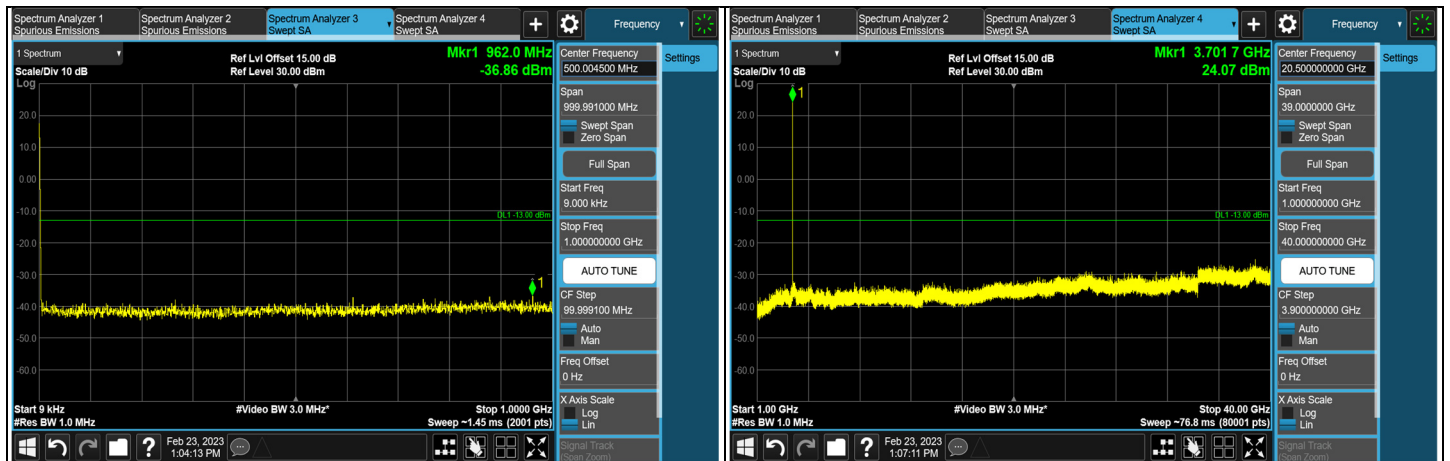 Spectrum Analyzer 1
Spurious Emissions
Spectrum Analyzer 2
Spurious Emissions
Spectrum Analyzer 3
Swept SA
Spectrum Analyzer 4
Swept SA
+
Frequency
1 Spectrum
Scale/Div 10 dB
Log
Ref Lvl Offset 15.00 dB
Ref Level 30.00 dBm
Mkr1 962.0 MHz
-36.86 dBm
20.0
10.0
0.00
-10.0
-20.0
-30.0
-40.0
-50.0
-60.0
DL1 -13.00 dBm
1
Start 9 kHz
#Res BW 1.0 MHz
#Video BW 3.0 MHz*
Stop 1.0000 GHz
Sweep ~1.45 ms (2001 pts)
Center Frequency
500.004500 MHz
Settings
Span
999.991000 MHz
Swept Span
Zero Span
Full Span
Start Freq
9.000 kHz
Stop Freq
1.000000000 GHz
AUTO TUNE
CF Step
99.999100 MHz
Auto
Man
Freq Offset
0 Hz
X Axis Scale
Log
Lin
Signal Track
(Span Zoom)
?
Feb 23, 2023
1:04:13 PM
Spectrum Analyzer 1
Spurious Emissions
Spectrum Analyzer 2
Spurious Emissions
Spectrum Analyzer 3
Swept SA
Spectrum Analyzer 4
Swept SA
+
Frequency
1 Spectrum
Scale/Div 10 dB
Log
Ref Lvl Offset 15.00 dB
Ref Level 30.00 dBm
Mkr1 3.701 7 GHz
24.07 dBm
1
20.0
10.0
0.00
-10.0
-20.0
-30.0
-40.0
-50.0
-60.0
DL1 -13.00 dBm
Start 1.00 GHz
#Res BW 1.0 MHz
#Video BW 3.0 MHz*
Stop 40.00 GHz
Sweep ~76.8 ms (80001 pts)
Center Frequency
20.500000000 GHz
Settings
Span
39.0000000 GHz
Swept Span
Zero Span
Full Span
Start Freq
1.000000000 GHz
Stop Freq
40.000000000 GHz
AUTO TUNE
CF Step
3.900000000 GHz
Auto
Man
Freq Offset
0 Hz
X Axis Scale
Log
Lin
Signal Track
(Span Zoom)
?
Feb 23, 2023
1:07:11 PM